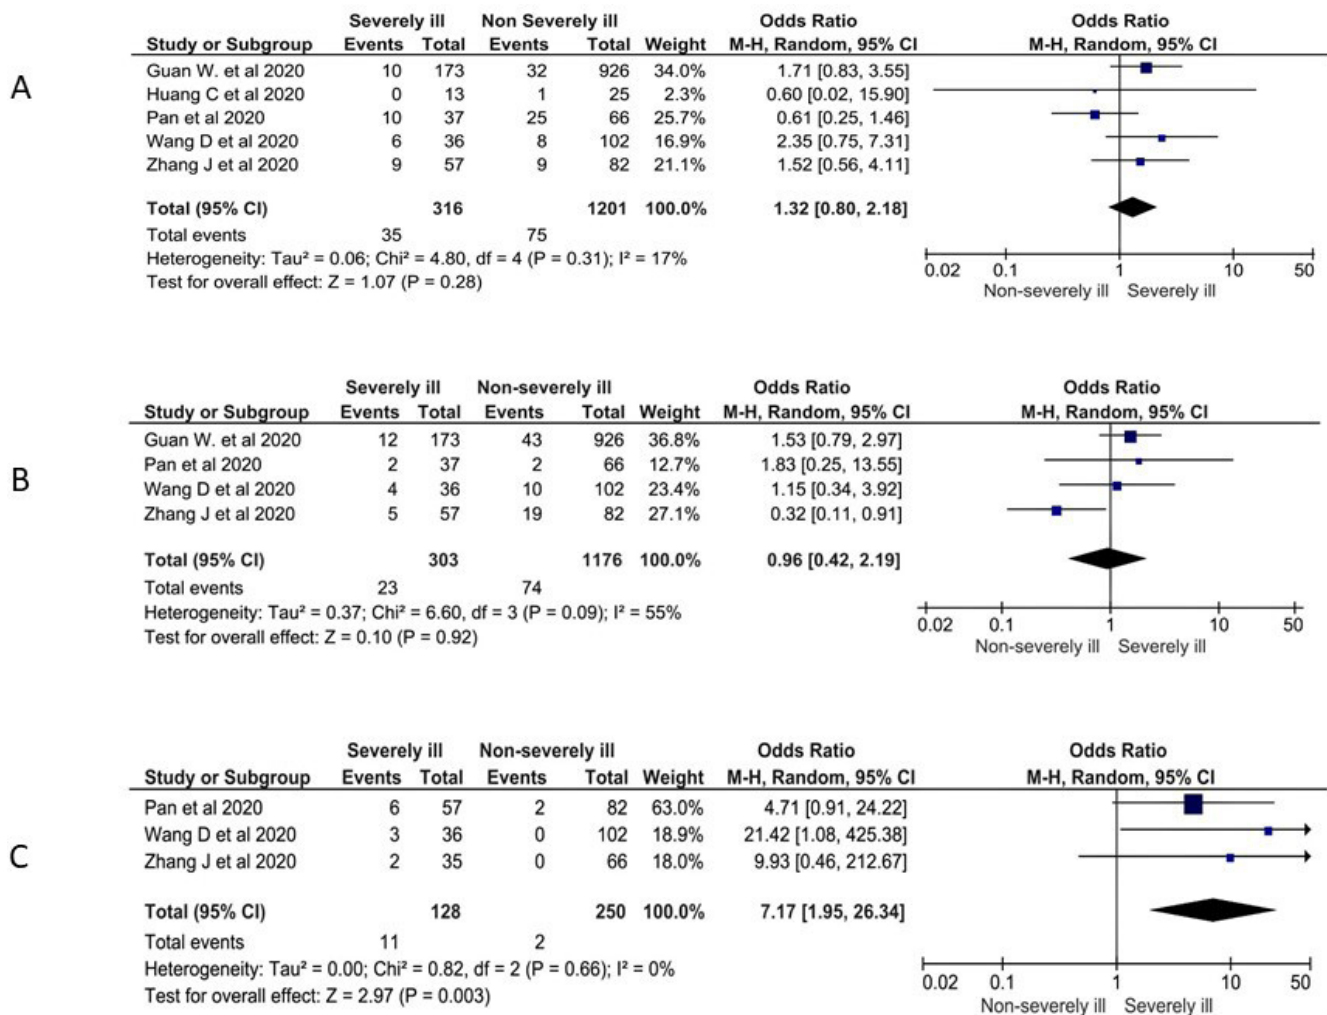 A
Severely ill Non Severely ill Odds Ratio Odds Ratio
Study or Subgroup Events Total Events Total Weight M-H, Random, 95% CI M-H, Random, 95% CI
Guan W. et al 2020 10 173 32 926 34.0% 1.71 [0.83, 3.55]
Huang C et al 2020 0 13 1 25 2.3% 0.60 [0.02, 15.90]
Pan et al 2020 10 37 25 66 25.7% 0.61 [0.25, 1.46]
Wang D et al 2020 6 36 8 102 16.9% 2.35 [0.75, 7.31]
Zhang J et al 2020 9 57 9 82 21.1% 1.52 [0.56, 4.11]
Total (95% CI) 316 1201 100.0% 1.32 [0.80, 2.18]
Total events 35 75
Heterogeneity: Tau² = 0.06; Chi² = 4.80, df = 4 (P = 0.31); I² = 17%
Test for overall effect: Z = 1.07 (P = 0.28)
0.02 0.1 1 10 50
Non-severely ill Severely ill
B
Severely ill Non-severely ill Odds Ratio Odds Ratio
Study or Subgroup Events Total Events Total Weight M-H, Random, 95% CI M-H, Random, 95% CI
Guan W. et al 2020 12 173 43 926 36.8% 1.53 [0.79, 2.97]
Pan et al 2020 2 37 2 66 12.7% 1.83 [0.25, 13.55]
Wang D et al 2020 4 36 10 102 23.4% 1.15 [0.34, 3.92]
Zhang J et al 2020 5 57 19 82 27.1% 0.32 [0.11, 0.91]
Total (95% CI) 303 1176 100.0% 0.96 [0.42, 2.19]
Total events 23 74
Heterogeneity: Tau² = 0.37; Chi² = 6.60, df = 3 (P = 0.09); I² = 55%
Test for overall effect: Z = 0.10 (P = 0.92)
0.02 0.1 1 10 50
Non-severely ill Severely ill
C
Severely ill Non-severely ill Odds Ratio Odds Ratio
Study or Subgroup Events Total Events Total Weight M-H, Random, 95% CI M-H, Random, 95% CI
Pan et al 2020 6 57 2 82 63.0% 4.71 [0.91, 24.22]
Wang D et al 2020 3 36 0 102 18.9% 21.42 [1.08, 425.38]
Zhang J et al 2020 2 35 0 66 18.0% 9.93 [0.46, 212.67]
Total (95% CI) 128 250 100.0% 7.17 [1.95, 26.34]
Total events 11 2
Heterogeneity: Tau² = 0.00; Chi² = 0.82, df = 2 (P = 0.66); I² = 0%
Test for overall effect: Z = 2.97 (P = 0.003)
0.02 0.1 1 10 50
Non-severely ill Severely ill